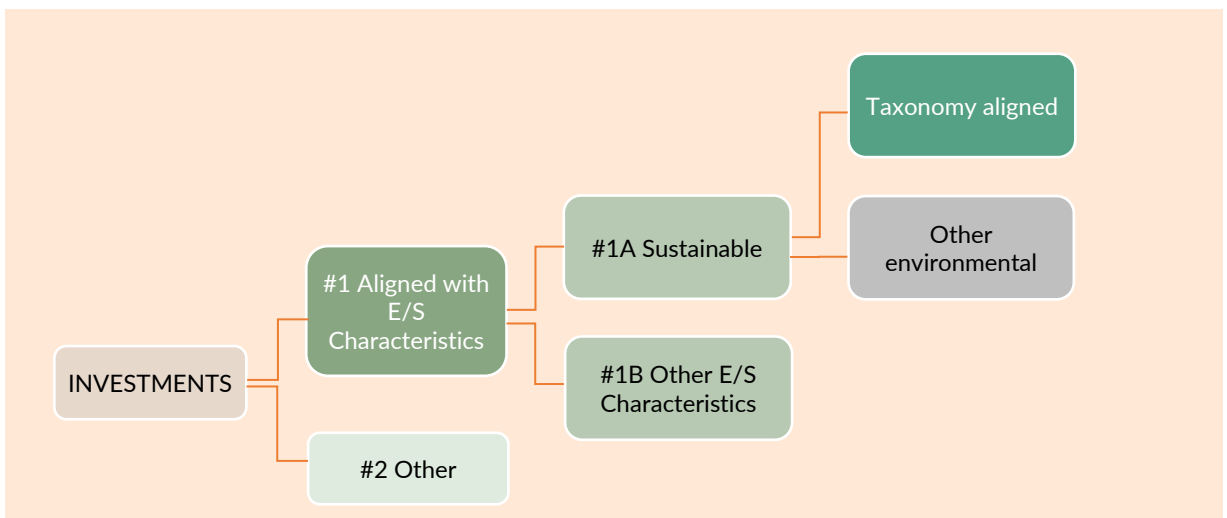 Taxonomy aligned
Other
environmental
#1A Sustainable
#1 Aligned with
E/S
Characteristics
#1B Other E/S
Characteristics
INVESTMENTS
#2 Other